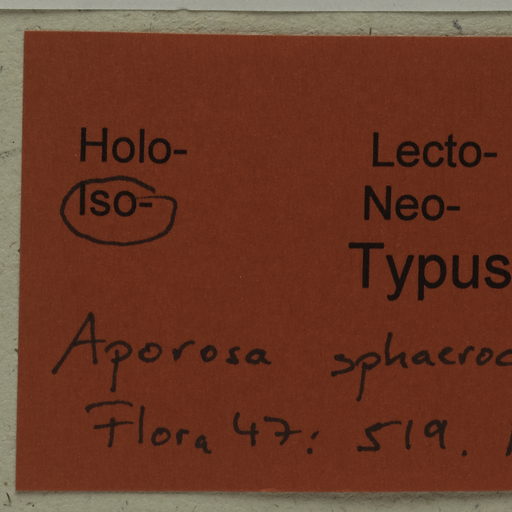 Holo- Lecto-
Iso- Neo-
Typus
Aporosa sphaeroc
Flora 47: 519.